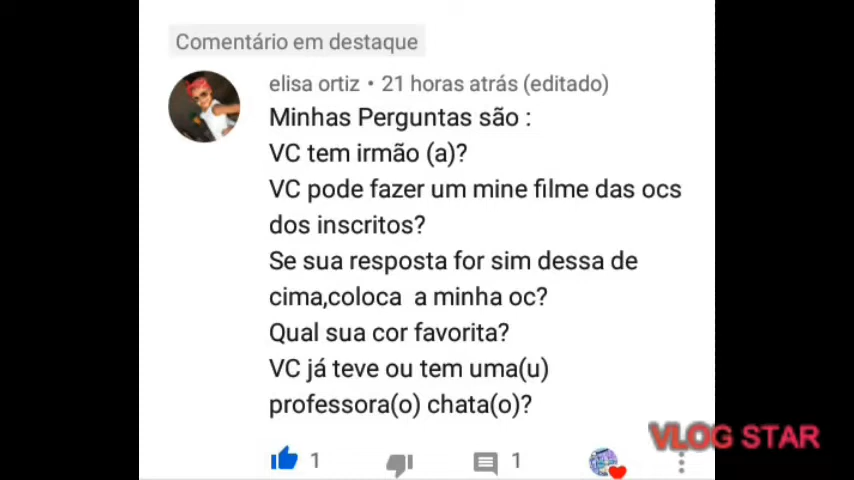 Comentário em destaque
elisa ortiz • 21 horas atrás (editado)
Minhas Perguntas são :
VC tem irmão (a)?
VC pode fazer um mine filme das ocs
dos inscritos?
Se sua resposta for sim dessa de
cima,coloca a minha oc?
Qual sua cor favorita?
VC já teve ou tem uma(u)
professora(o) chata(o)?
1
1
VLOG STAR